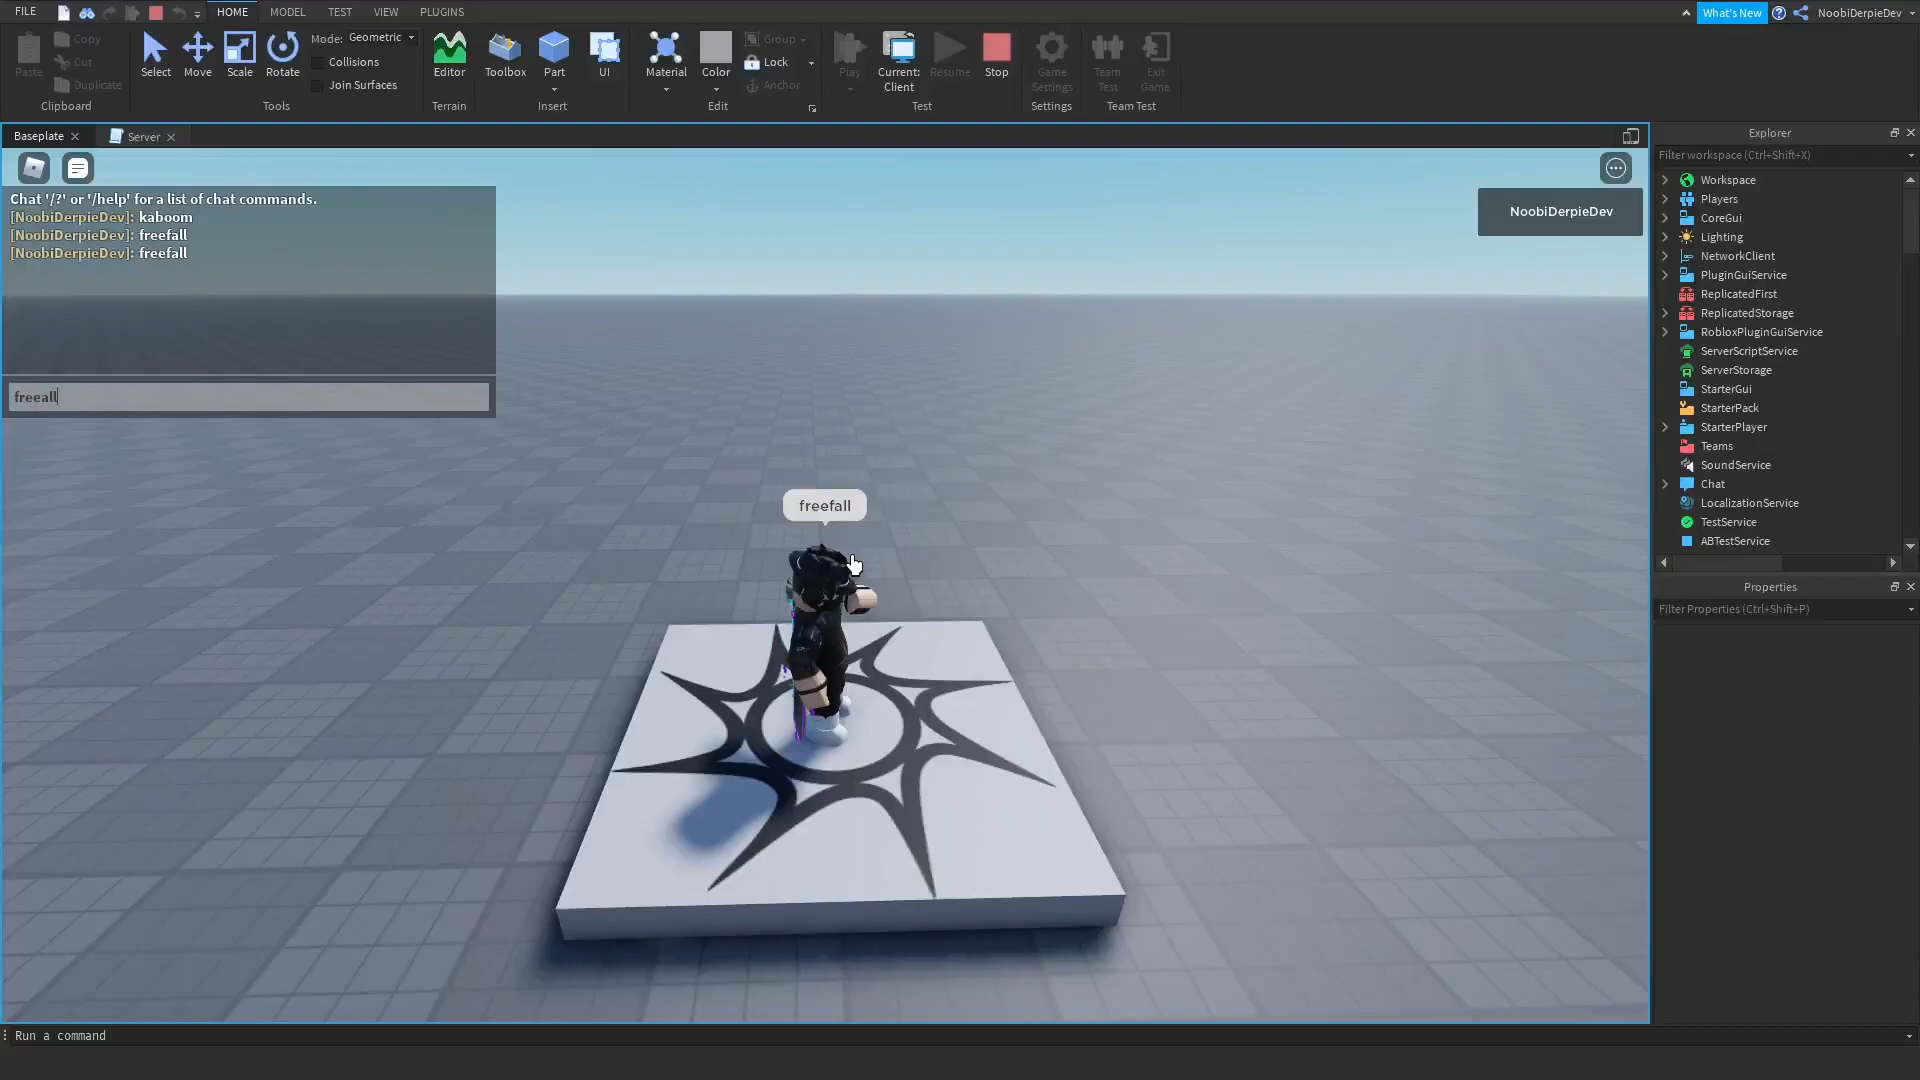 FILE HOME MODEL TEST VIEW PLUGINS What's New NoobiDerpieDev
Paste Copy Cut Duplicate
Clipboard
Select Move Scale Rotate Mode: Geometric
Collisions
Join Surfaces
Tools
Editor
Terrain
Toolbox Part UI
Insert
Material Color Group Lock Anchor
Edit
Play Current: Client Resume Stop
Test
Game Settings
Settings
Team Test Exit Game
Team Test
Baseplate Server
Chat '/?' or '/help' for a list of chat commands.
[NoobiDerpieDev]: kaboom
[NoobiDerpieDev]: freefall
[NoobiDerpieDev]: freefall
freeall
NoobiDerpieDev
freefall
Explorer
Filter workspace (Ctrl+Shift+X)
Workspace
Players
CoreGui
Lighting
NetworkClient
PluginGuiService
ReplicatedFirst
ReplicatedStorage
RobloxPluginGuiService
ServerScriptService
ServerStorage
StarterGui
StarterPack
StarterPlayer
Teams
SoundService
Chat
LocalizationService
TestService
ABTestService
Properties
Filter Properties (Ctrl+Shift+P)
Run a command